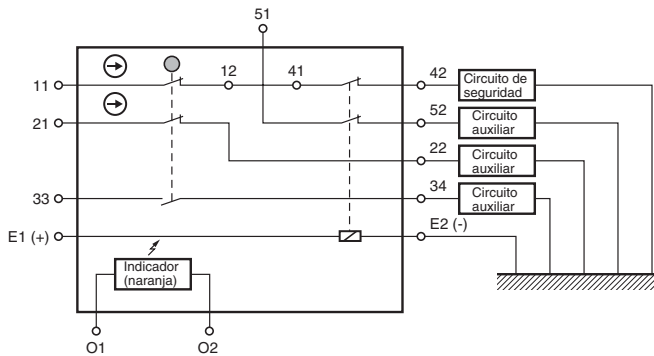 51
11
12
41
42
Circuito de
seguridad
21
52
Circuito
auxiliar
22
Circuito
auxiliar
33
34
Circuito
auxiliar
E1 (+)
E2 (-)
Indicador
(naranja)
O1
O2